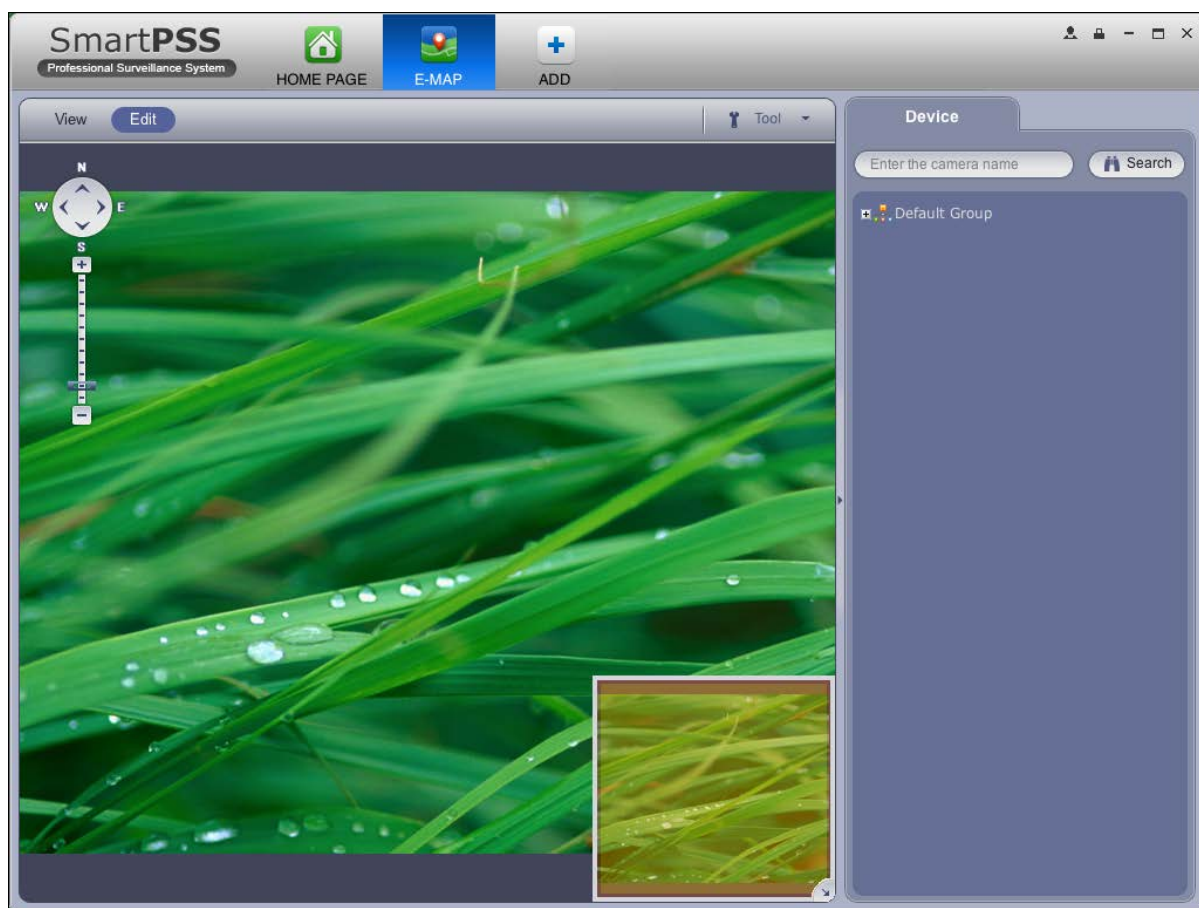 SmartPSS
Professional Surveillance System
HOME PAGE
E-MAP
ADD
View
Edit
Tool
Device
Enter the camera name
Search
Default Group
N
W
E
S